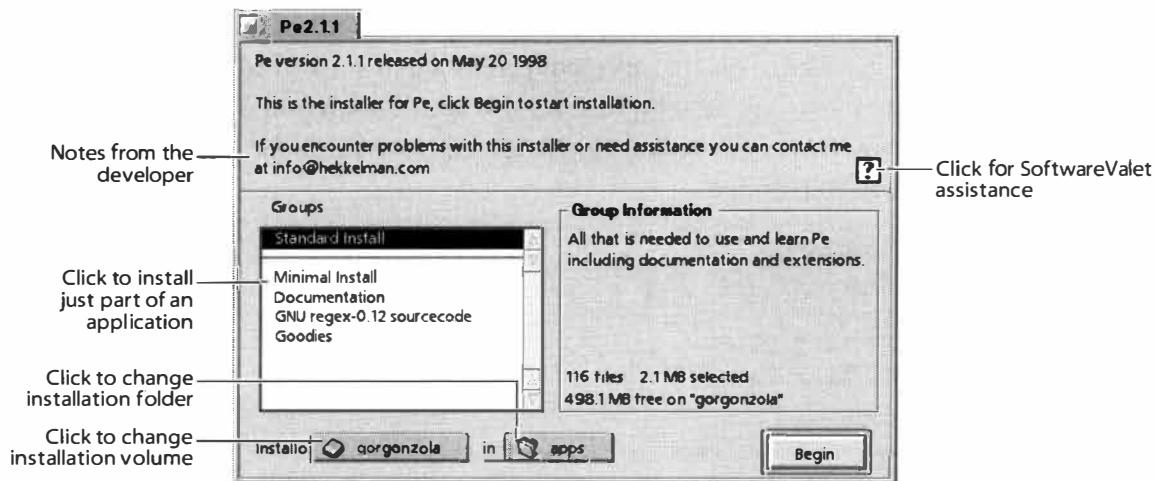 Pe2.1.1
Pe version 2.1.1 released on May 20 1998
This is the installer for Pe, click Begin to start installation.
If you encounter problems with this installer or need assistance you can contact me
at info@hekkelman.com
Notes from the
developer
Click for SoftwareValet
assistance
Groups
Standard Install
Minimal Install
Documentation
GNU regex-0.12 sourcecode
Goodies
Group Information
All that is needed to use and learn Pe
including documentation and extensions.
116 files 2.1 MB selected
498.1 MB free on "gorgonzola"
Click to install
just part of an
application
Click to change
installation folder
Click to change
installation volume
Installo gorgonzola in apps
Begin